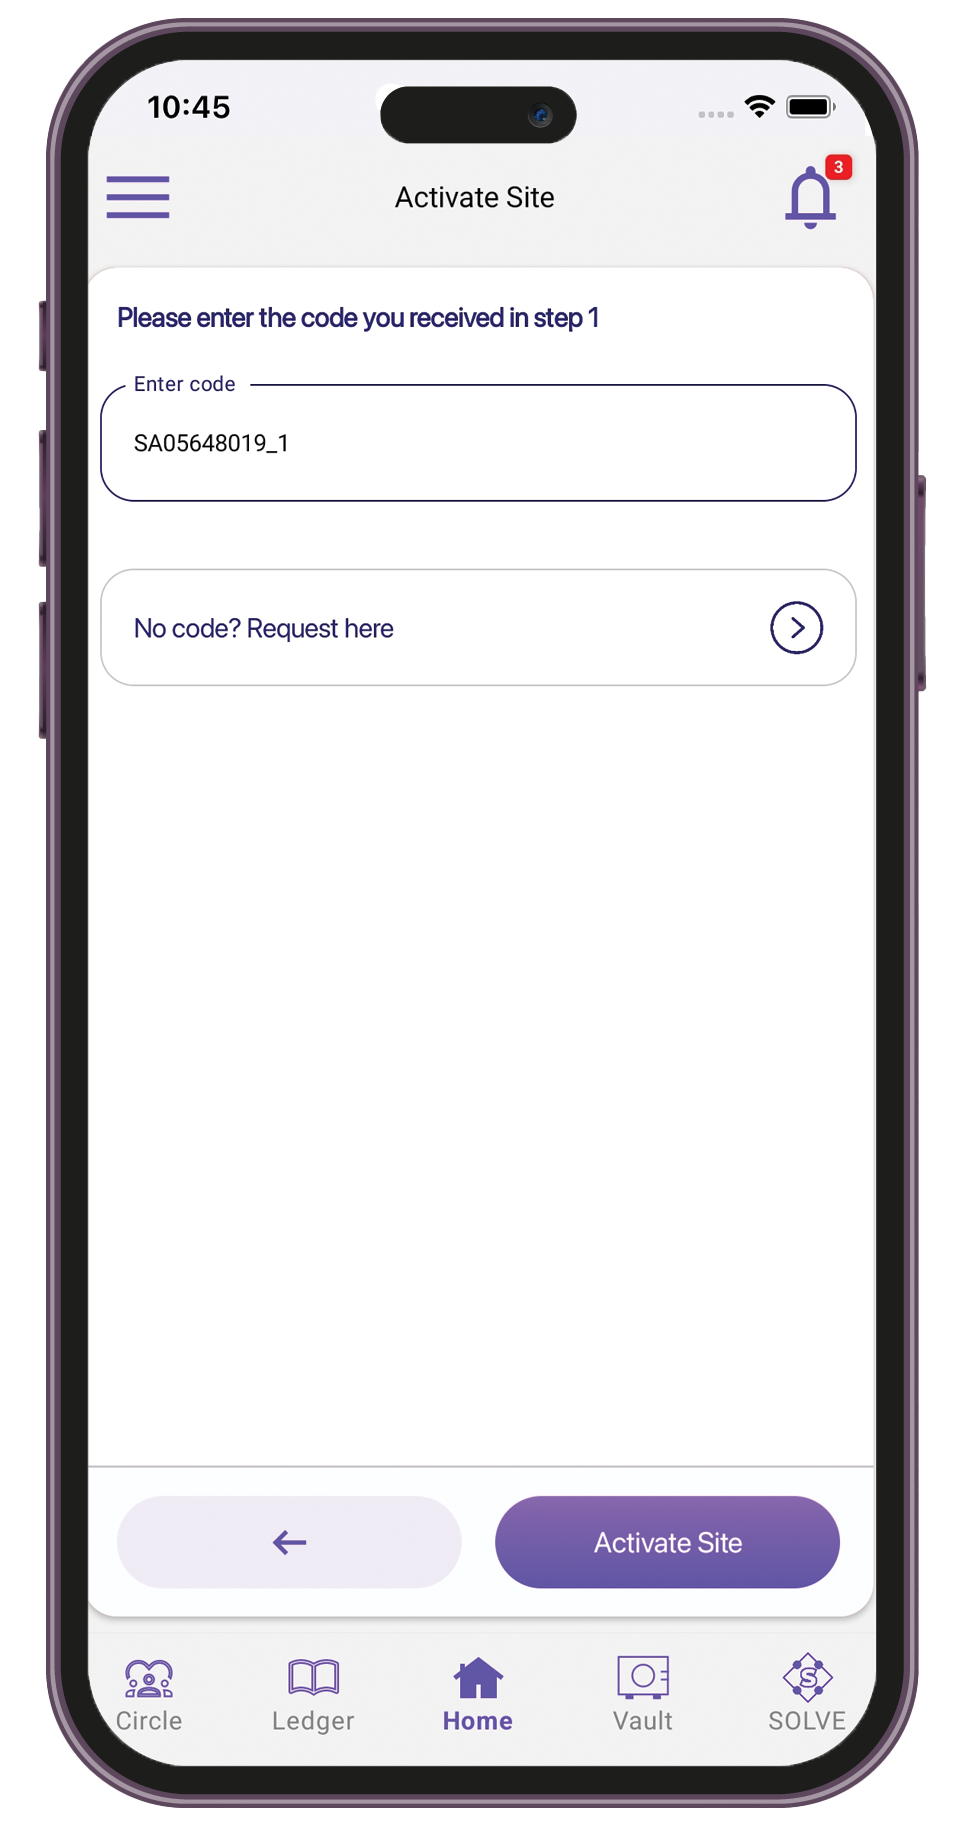 10:45
3
Activate Site
Please enter the code you received in step 1
Enter code
SA05648019_1
No code? Request here
Activate Site
S
Circle
Ledger
Home
Vault
SOLVE